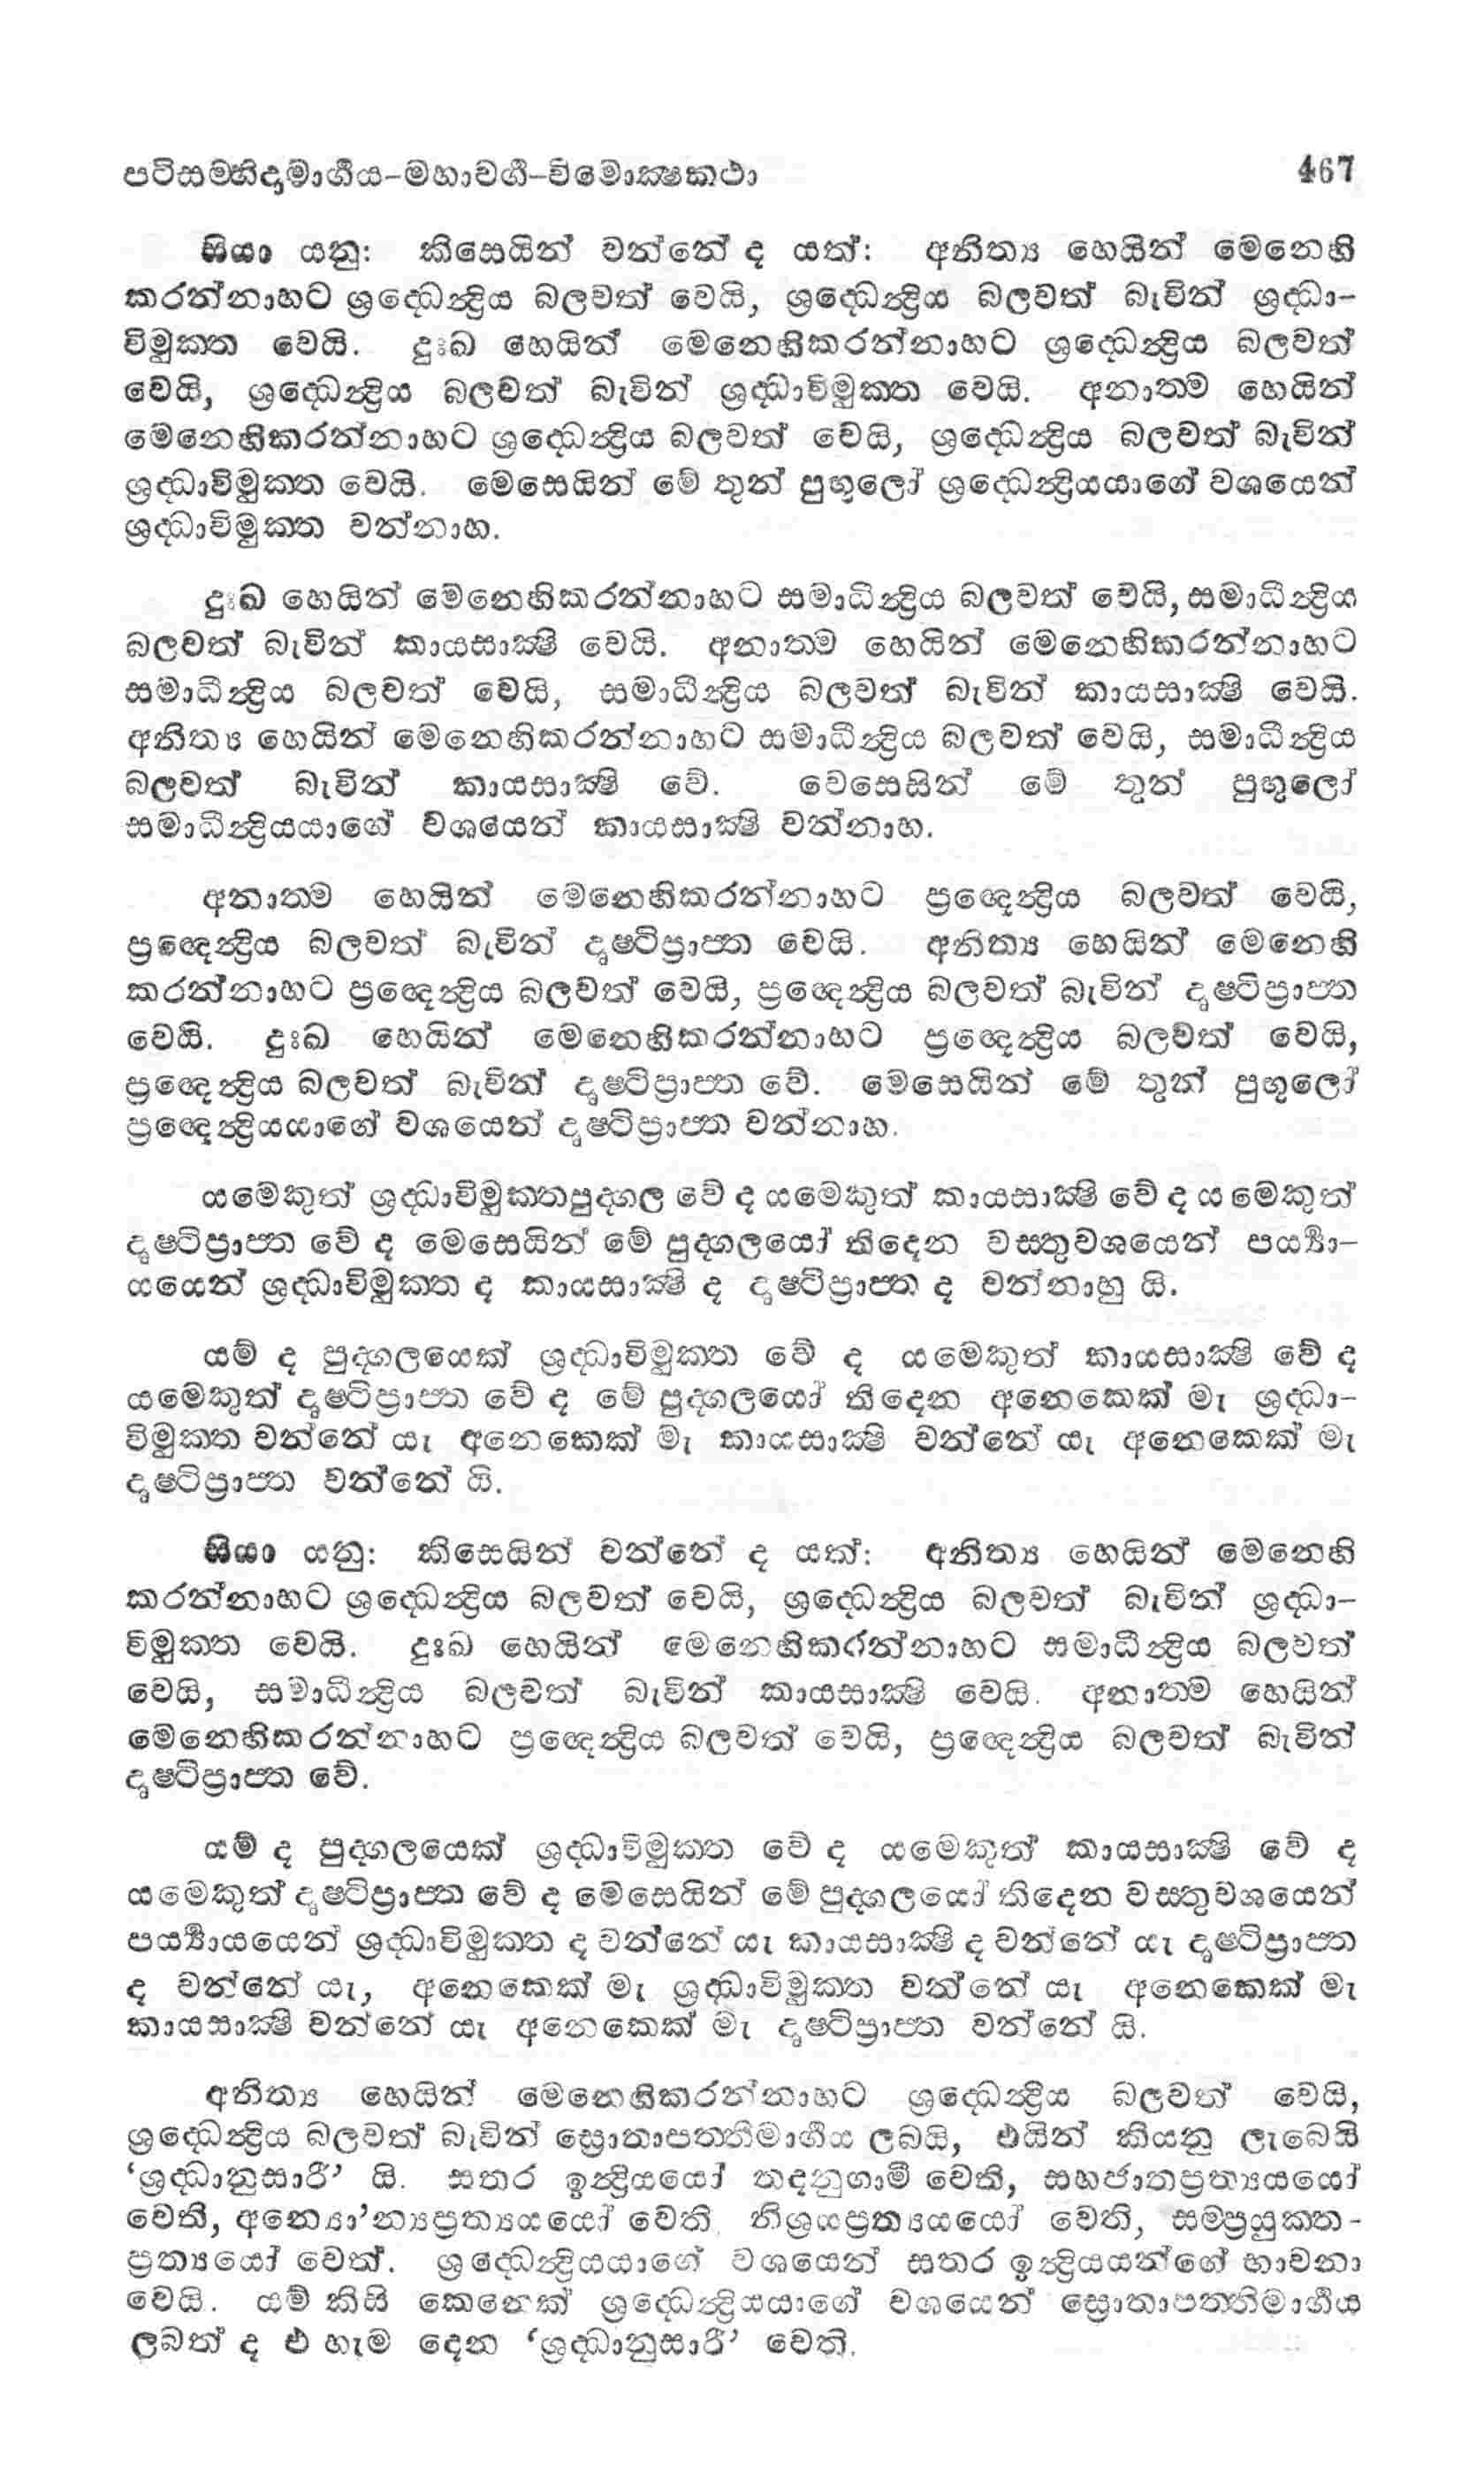 පටිසම්භිදාමාර්ගය-මහාවර්ග-විමොක්ෂකථා 467
සියා යනු: කිසෙයින් වන්නේ ද යත්: අනිත්‍ය හෙයින් මෙනෙහි
කරන්නාහට ශ්‍රද්ධෙන්ද්‍රිය බලවත් වෙයි, ශ්‍රද්ධෙන්ද්‍රිය බලවත් බැවින් ශ්‍රද්ධා-
විමුක්ත වෙයි. දුඃඛ හෙයින් මෙනෙහිකරන්නාහට ශ්‍රද්ධෙන්ද්‍රිය බලවත්
වෙයි, ශ්‍රද්ධෙන්ද්‍රිය බලවත් බැවින් ශ්‍රද්ධාවිමුක්ත වෙයි. අනාත්ම හෙයින්
මෙනෙහිකරන්නාහට ශ්‍රද්ධෙන්ද්‍රිය බලවත් වෙයි, ශ්‍රද්ධෙන්ද්‍රිය බලවත් බැවින්
ශ්‍රද්ධාවිමුක්ත වෙයි. මෙසෙයින් මේ තුන් පුඟුලෝ ශ්‍රද්ධෙන්ද්‍රියයාගේ වශයෙන්
ශ්‍රද්ධාවිමුක්ත වන්නාහ.
දුඃඛ හෙයින් මෙනෙහිකරන්නාහට සමාධීන්ද්‍රිය බලවත් වෙයි, සමාධීන්ද්‍රිය
බලවත් බැවින් කායසාක්ෂි වෙයි. අනාත්ම හෙයින් මෙනෙහිකරන්නාහට
සමාධීන්ද්‍රිය බලවත් වෙයි, සමාධීන්ද්‍රිය බලවත් බැවින් කායසාක්ෂි වෙයි.
අනිත්‍ය හෙයින් මෙනෙහිකරන්නාහට සමාධීන්ද්‍රිය බලවත් වෙයි, සමාධීන්ද්‍රිය
බලවත් බැවින් කායසාක්ෂි වේ. වෙසෙසින් මේ තුන් පුඟුලෝ
සමාධීන්ද්‍රියයාගේ වශයෙන් කායසාක්ෂි වන්නාහ.
අනාත්ම හෙයින් මෙනෙහිකරන්නාහට ප්‍රඥෙන්ද්‍රිය බලවත් වෙයි,
ප්‍රඥෙන්ද්‍රිය බලවත් බැවින් දෘෂ්ටිප්‍රාප්ත වෙයි. අනිත්‍ය හෙයින් මෙනෙහි
කරන්නාහට ප්‍රඥෙන්ද්‍රිය බලවත් වෙයි, ප්‍රඥෙන්ද්‍රිය බලවත් බැවින් දෘෂ්ටිප්‍රාප්ත
වෙයි. දුඃඛ හෙයින් මෙනෙහිකරන්නාහට ප්‍රඥෙන්ද්‍රිය බලවත් වෙයි,
ප්‍රඥෙන්ද්‍රිය බලවත් බැවින් දෘෂ්ටිප්‍රාප්ත වේ. මෙසෙයින් මේ තුන් පුඟුලෝ
ප්‍රඥෙන්ද්‍රියයාගේ වශයෙන් දෘෂ්ටිප්‍රාප්ත වන්නාහ.
යමෙකුත් ශ්‍රද්ධාවිමුක්තපුද්ගල වේ ද යමෙකුත් කායසාක්ෂි වේ ද යමෙකුත්
දෘෂ්ටිප්‍රාප්ත වේ ද මෙසෙයින් මේ පුද්ගලයෝ තිදෙන වස්තුවශයෙන් පර්‍ය්‍යා-
යයෙන් ශ්‍රද්ධාවිමුක්ත ද කායසාක්ෂි ද දෘෂ්ටිප්‍රාප්ත ද වන්නාහු යි.
යම් ද පුද්ගලයෙක් ශ්‍රද්ධාවිමුක්ත වේ ද යමෙකුත් කායසාක්ෂි වේ ද
යමෙකුත් දෘෂ්ටිප්‍රාප්ත වේ ද මේ පුද්ගලයෝ තිදෙන අනෙකෙක් මැ ශ්‍රද්ධා-
විමුක්ත වන්නේ යැ අනෙකෙක් මැ කායසාක්ෂි වන්නේ යැ අනෙකෙක් මැ
දෘෂ්ටිප්‍රාප්ත වන්නේ යි.
සියා යනු: කිසෙයින් වන්නේ ද යත්: අනිත්‍ය හෙයින් මෙනෙහි
කරන්නාහට ශ්‍රද්ධෙන්ද්‍රිය බලවත් වෙයි, ශ්‍රද්ධෙන්ද්‍රිය බලවත් බැවින් ශ්‍රද්ධා-
විමුක්ත වෙයි. දුඃඛ හෙයින් මෙනෙහිකරන්නාහට සමාධීන්ද්‍රිය බලවත්
වෙයි, සමාධීන්ද්‍රිය බලවත් බැවින් කායසාක්ෂි වෙයි. අනාත්ම හෙයින්
මෙනෙහිකරන්නාහට ප්‍රඥෙන්ද්‍රිය බලවත් වෙයි, ප්‍රඥෙන්ද්‍රිය බලවත් බැවින්
දෘෂ්ටිප්‍රාප්ත වේ.
යම් ද පුද්ගලයෙක් ශ්‍රද්ධාවිමුක්ත වේ ද යමෙකුත් කායසාක්ෂි වේ ද
යමෙකුත් දෘෂ්ටිප්‍රාප්ත වේ ද මෙසෙයින් මේ පුද්ගලයෝ තිදෙන වස්තුවශයෙන්
පර්‍ය්‍යායයෙන් ශ්‍රද්ධාවිමුක්ත ද වන්නේ යැ කායසාක්ෂි ද වන්නේ යැ දෘෂ්ටිප්‍රාප්ත
ද වන්නේ යැ, අනෙකෙක් මැ ශ්‍රද්ධාවිමුක්ත වන්නේ යැ අනෙකෙක් මැ
කායසාක්ෂි වන්නේ යැ අනෙකෙක් මැ දෘෂ්ටිප්‍රාප්ත වන්නේ යි.
අනිත්‍ය හෙයින් මෙනෙහිකරන්නාහට ශ්‍රද්ධෙන්ද්‍රිය බලවත් වෙයි,
ශ්‍රද්ධෙන්ද්‍රිය බලවත් බැවින් ස්‍රොතාපත්තිමාර්ගය ලබයි, එයින් කියනු ලැබෙයි
‘ශ්‍රද්ධානුසාරී’ යි. සතර ඉන්ද්‍රියයෝ තදනුගාමී වෙති, සහජාතප්‍රත්‍යයයෝ
වෙති, අන්‍යො’න්‍යප්‍රත්‍යයයෝ වෙති, නිශ්‍රයප්‍රත්‍යයයෝ වෙති, සම්ප්‍රයුක්ත-
ප්‍රත්‍යයෝ වෙත්. ශ්‍රද්ධෙන්ද්‍රියයාගේ වශයෙන් සතර ඉන්ද්‍රියයන්ගේ භාවනා
වෙයි. යම් කිසි කෙනෙක් ශ්‍රද්ධෙන්ද්‍රියයාගේ වශයෙන් ස්‍රොතාපත්තිමාර්ගය
ලබත් ද එ හැම දෙන ‘ශ්‍රද්ධානුසාරී’ වෙති.